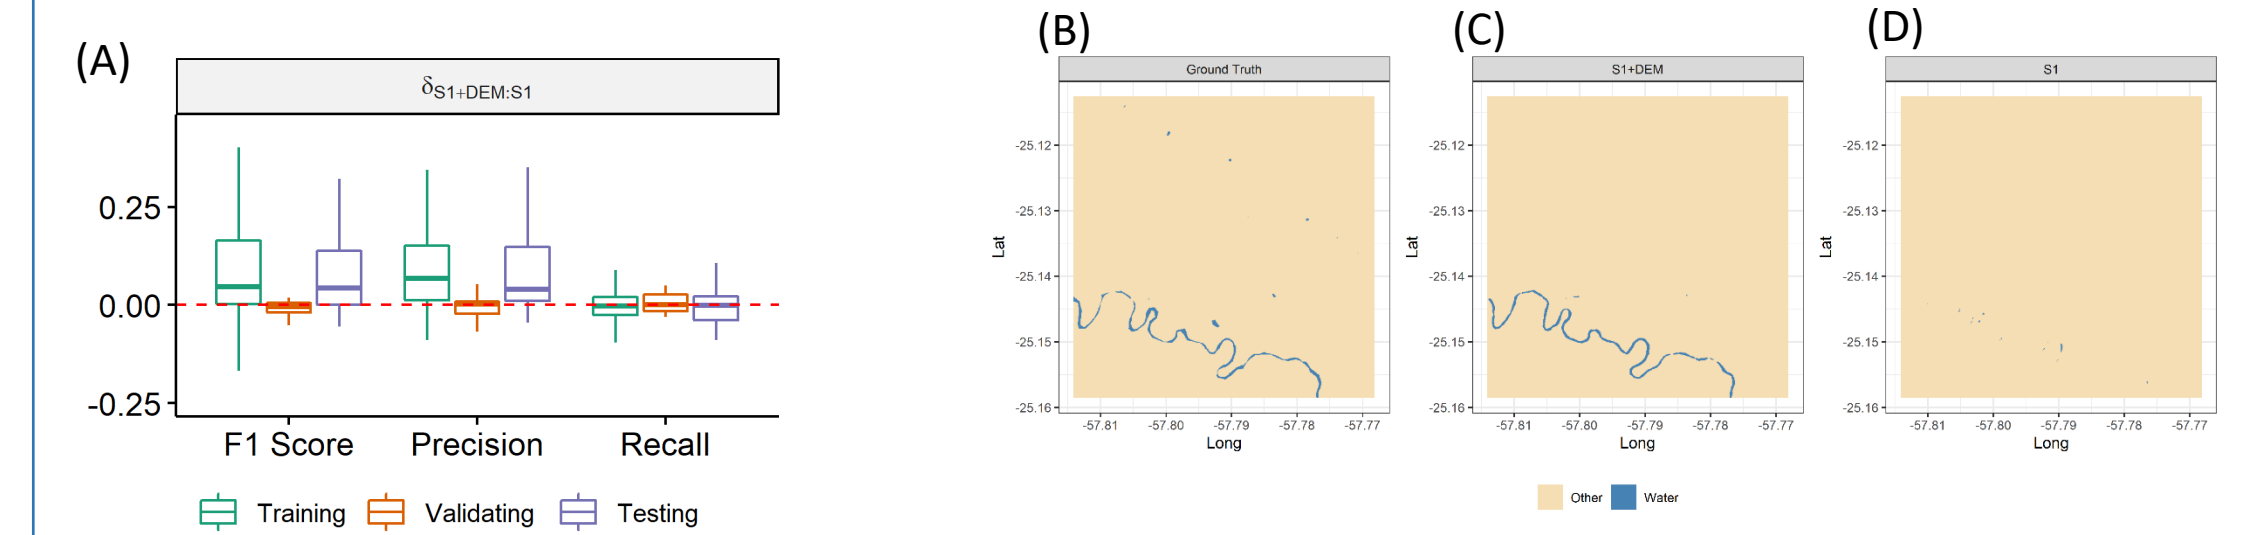 (A)
δS1+DEM:S1
0.25
0.00
-0.25
F1 Score Precision Recall
Training Validating Testing
(B)
Ground Truth
Lat
-25.12
-25.13
-25.14
-25.15
-25.16
-57.81 -57.80 -57.79 -57.78 -57.77
Long
(C)
S1+DEM
Lat
-25.12
-25.13
-25.14
-25.15
-25.16
-57.81 -57.80 -57.79 -57.78 -57.77
Long
(D)
S1
Lat
-25.12
-25.13
-25.14
-25.15
-25.16
-57.81 -57.80 -57.79 -57.78 -57.77
Long
Other Water